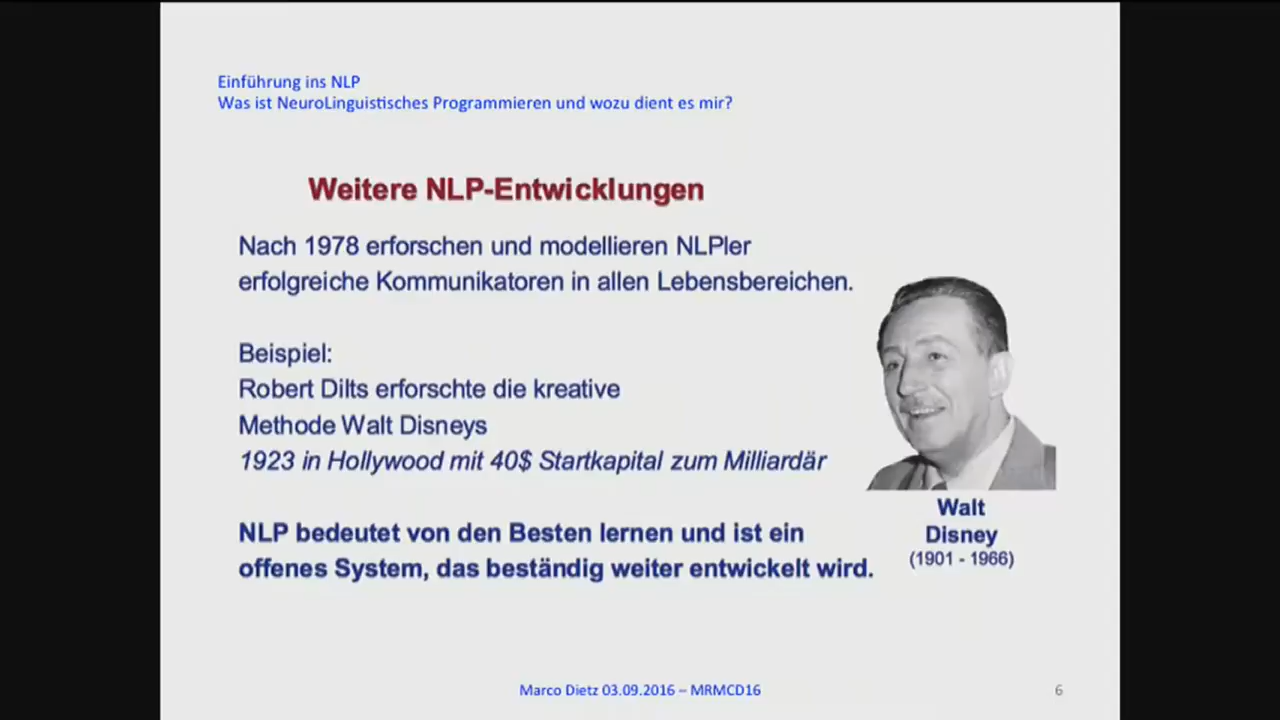 Einführung ins NLP
Was ist NeuroLinguistisches Programmieren und wozu dient es mir?
Weitere NLP-Entwicklungen
Nach 1978 erforschen und modellieren NLPler
erfolgreiche Kommunikatoren in allen Lebensbereichen.
Beispiel:
Robert Dilts erforschte die kreative
Methode Walt Disneys
1923 in Hollywood mit 40$ Startkapital zum Milliardär
NLP bedeutet von den Besten lernen und ist ein
offenes System, das beständig weiter entwickelt wird.
Walt
Disney
(1901 - 1966)
Marco Dietz 03.09.2016 – MRMCD16
6